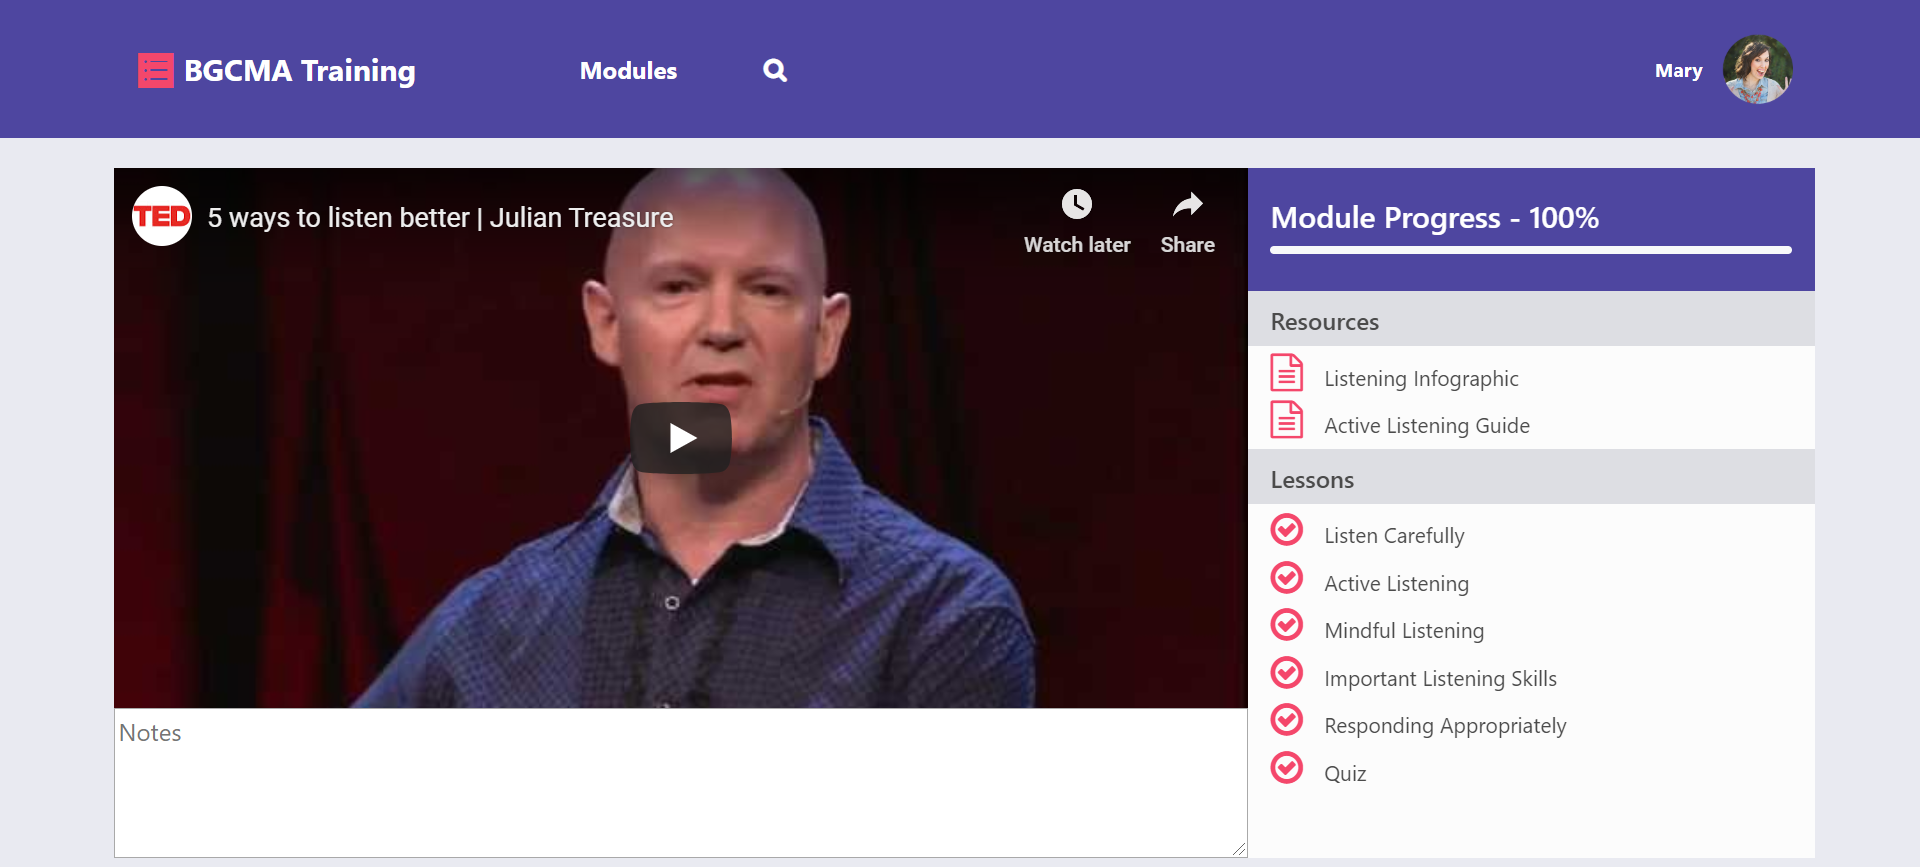 BGCMA Training
Modules
Mary
TED
5 ways to listen better | Julian Treasure
Watch later
Share
Notes
Module Progress - 100%
Resources
Listening Infographic
Active Listening Guide
Lessons
Listen Carefully
Active Listening
Mindful Listening
Important Listening Skills
Responding Appropriately
Quiz